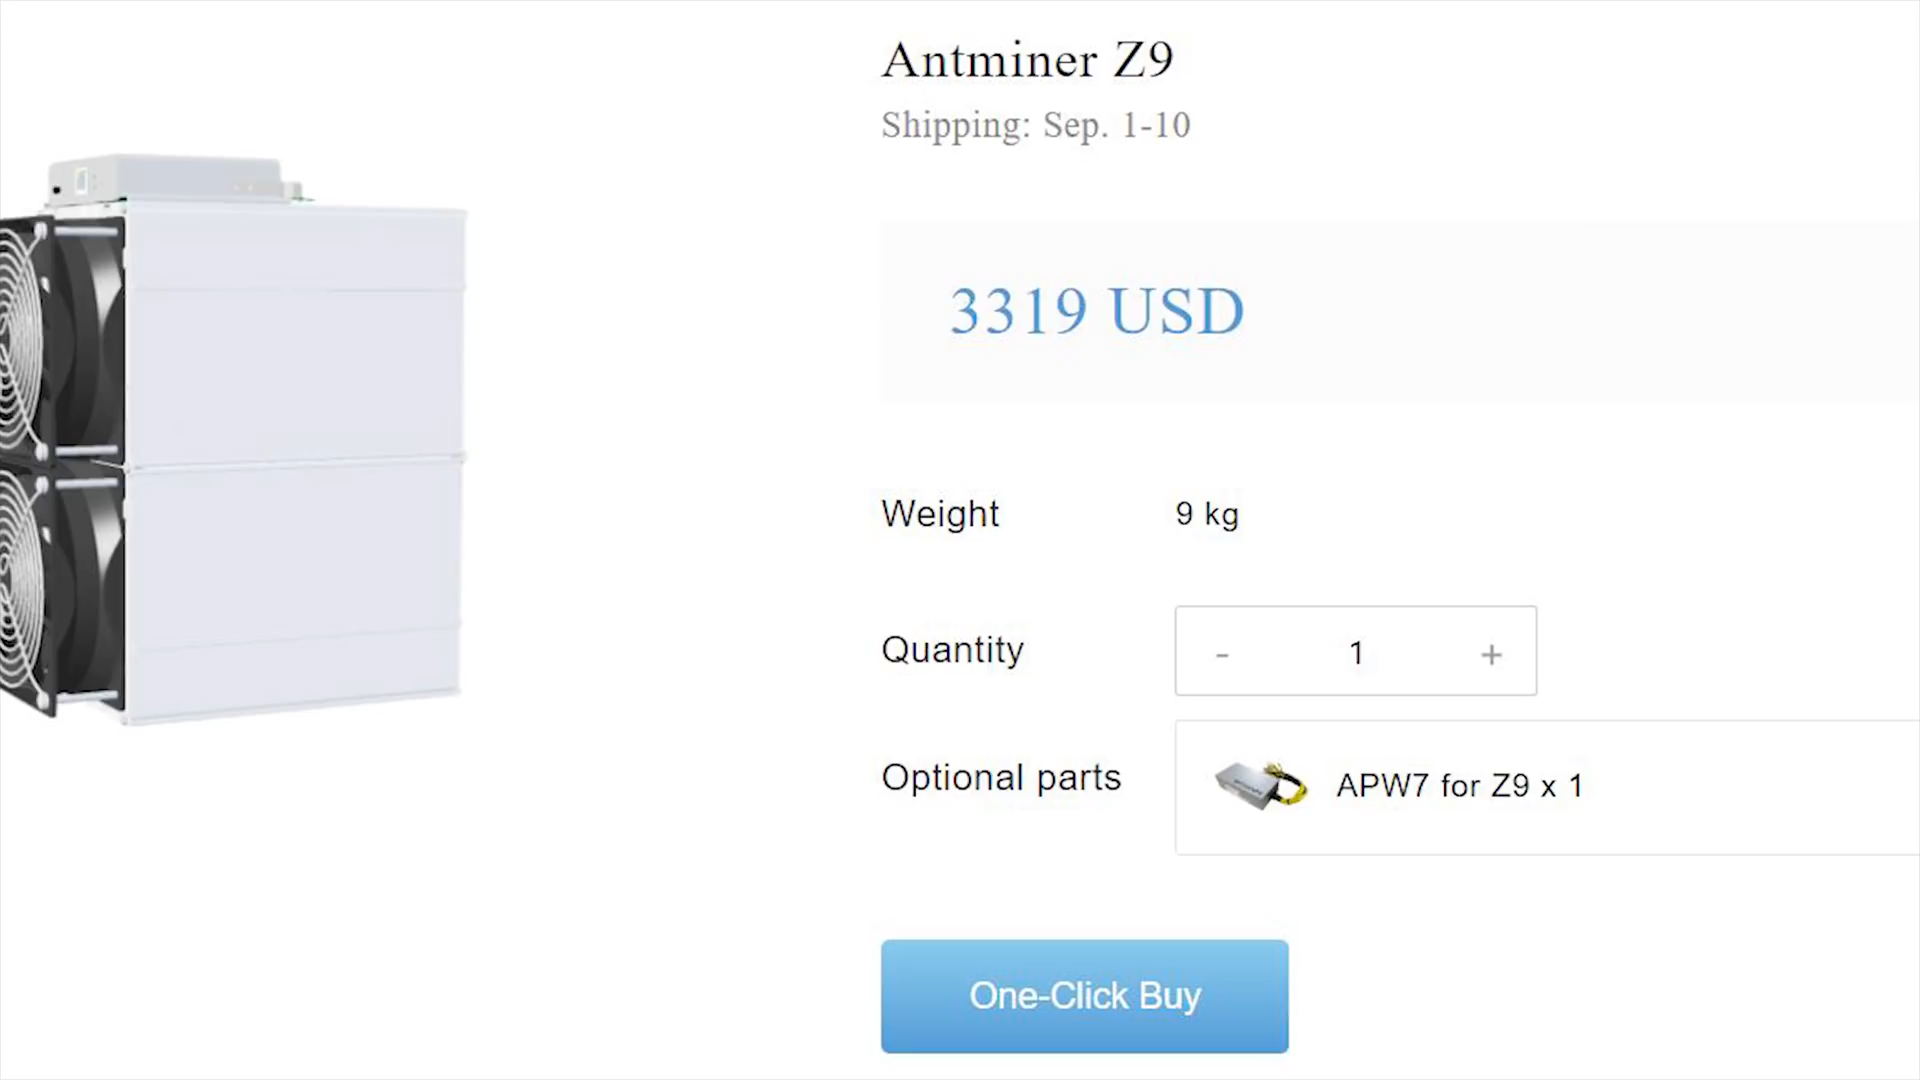 Antminer Z9
Shipping: Sep. 1-10
3319 USD
Weight 9 kg
Quantity - 1 +
Optional parts APW7 for Z9 x 1
One-Click Buy